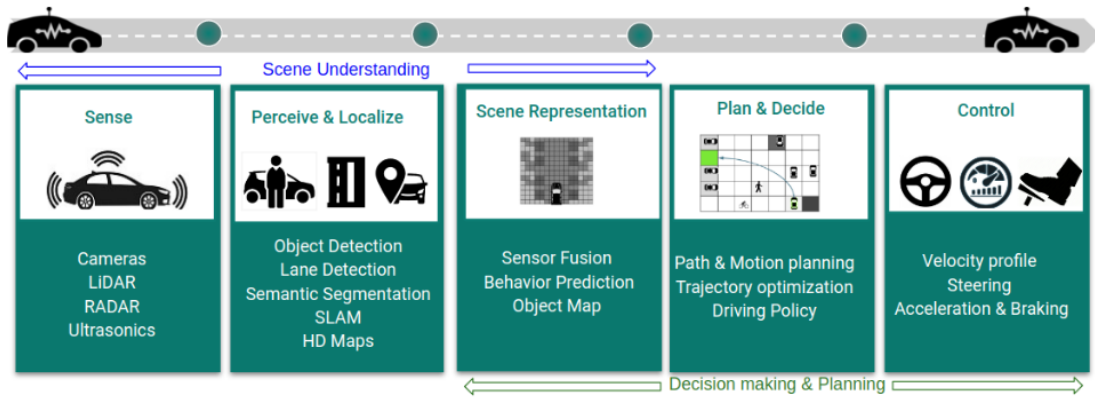 Scene Understanding
Sense
Cameras
LiDAR
RADAR
Ultrasonics
Perceive & Localize
Object Detection
Lane Detection
Semantic Segmentation
SLAM
HD Maps
Scene Representation
Sensor Fusion
Behavior Prediction
Object Map
Plan & Decide
Path & Motion planning
Trajectory optimization
Driving Policy
Control
Velocity profile
Steering
Acceleration & Braking
Decision making & Planning